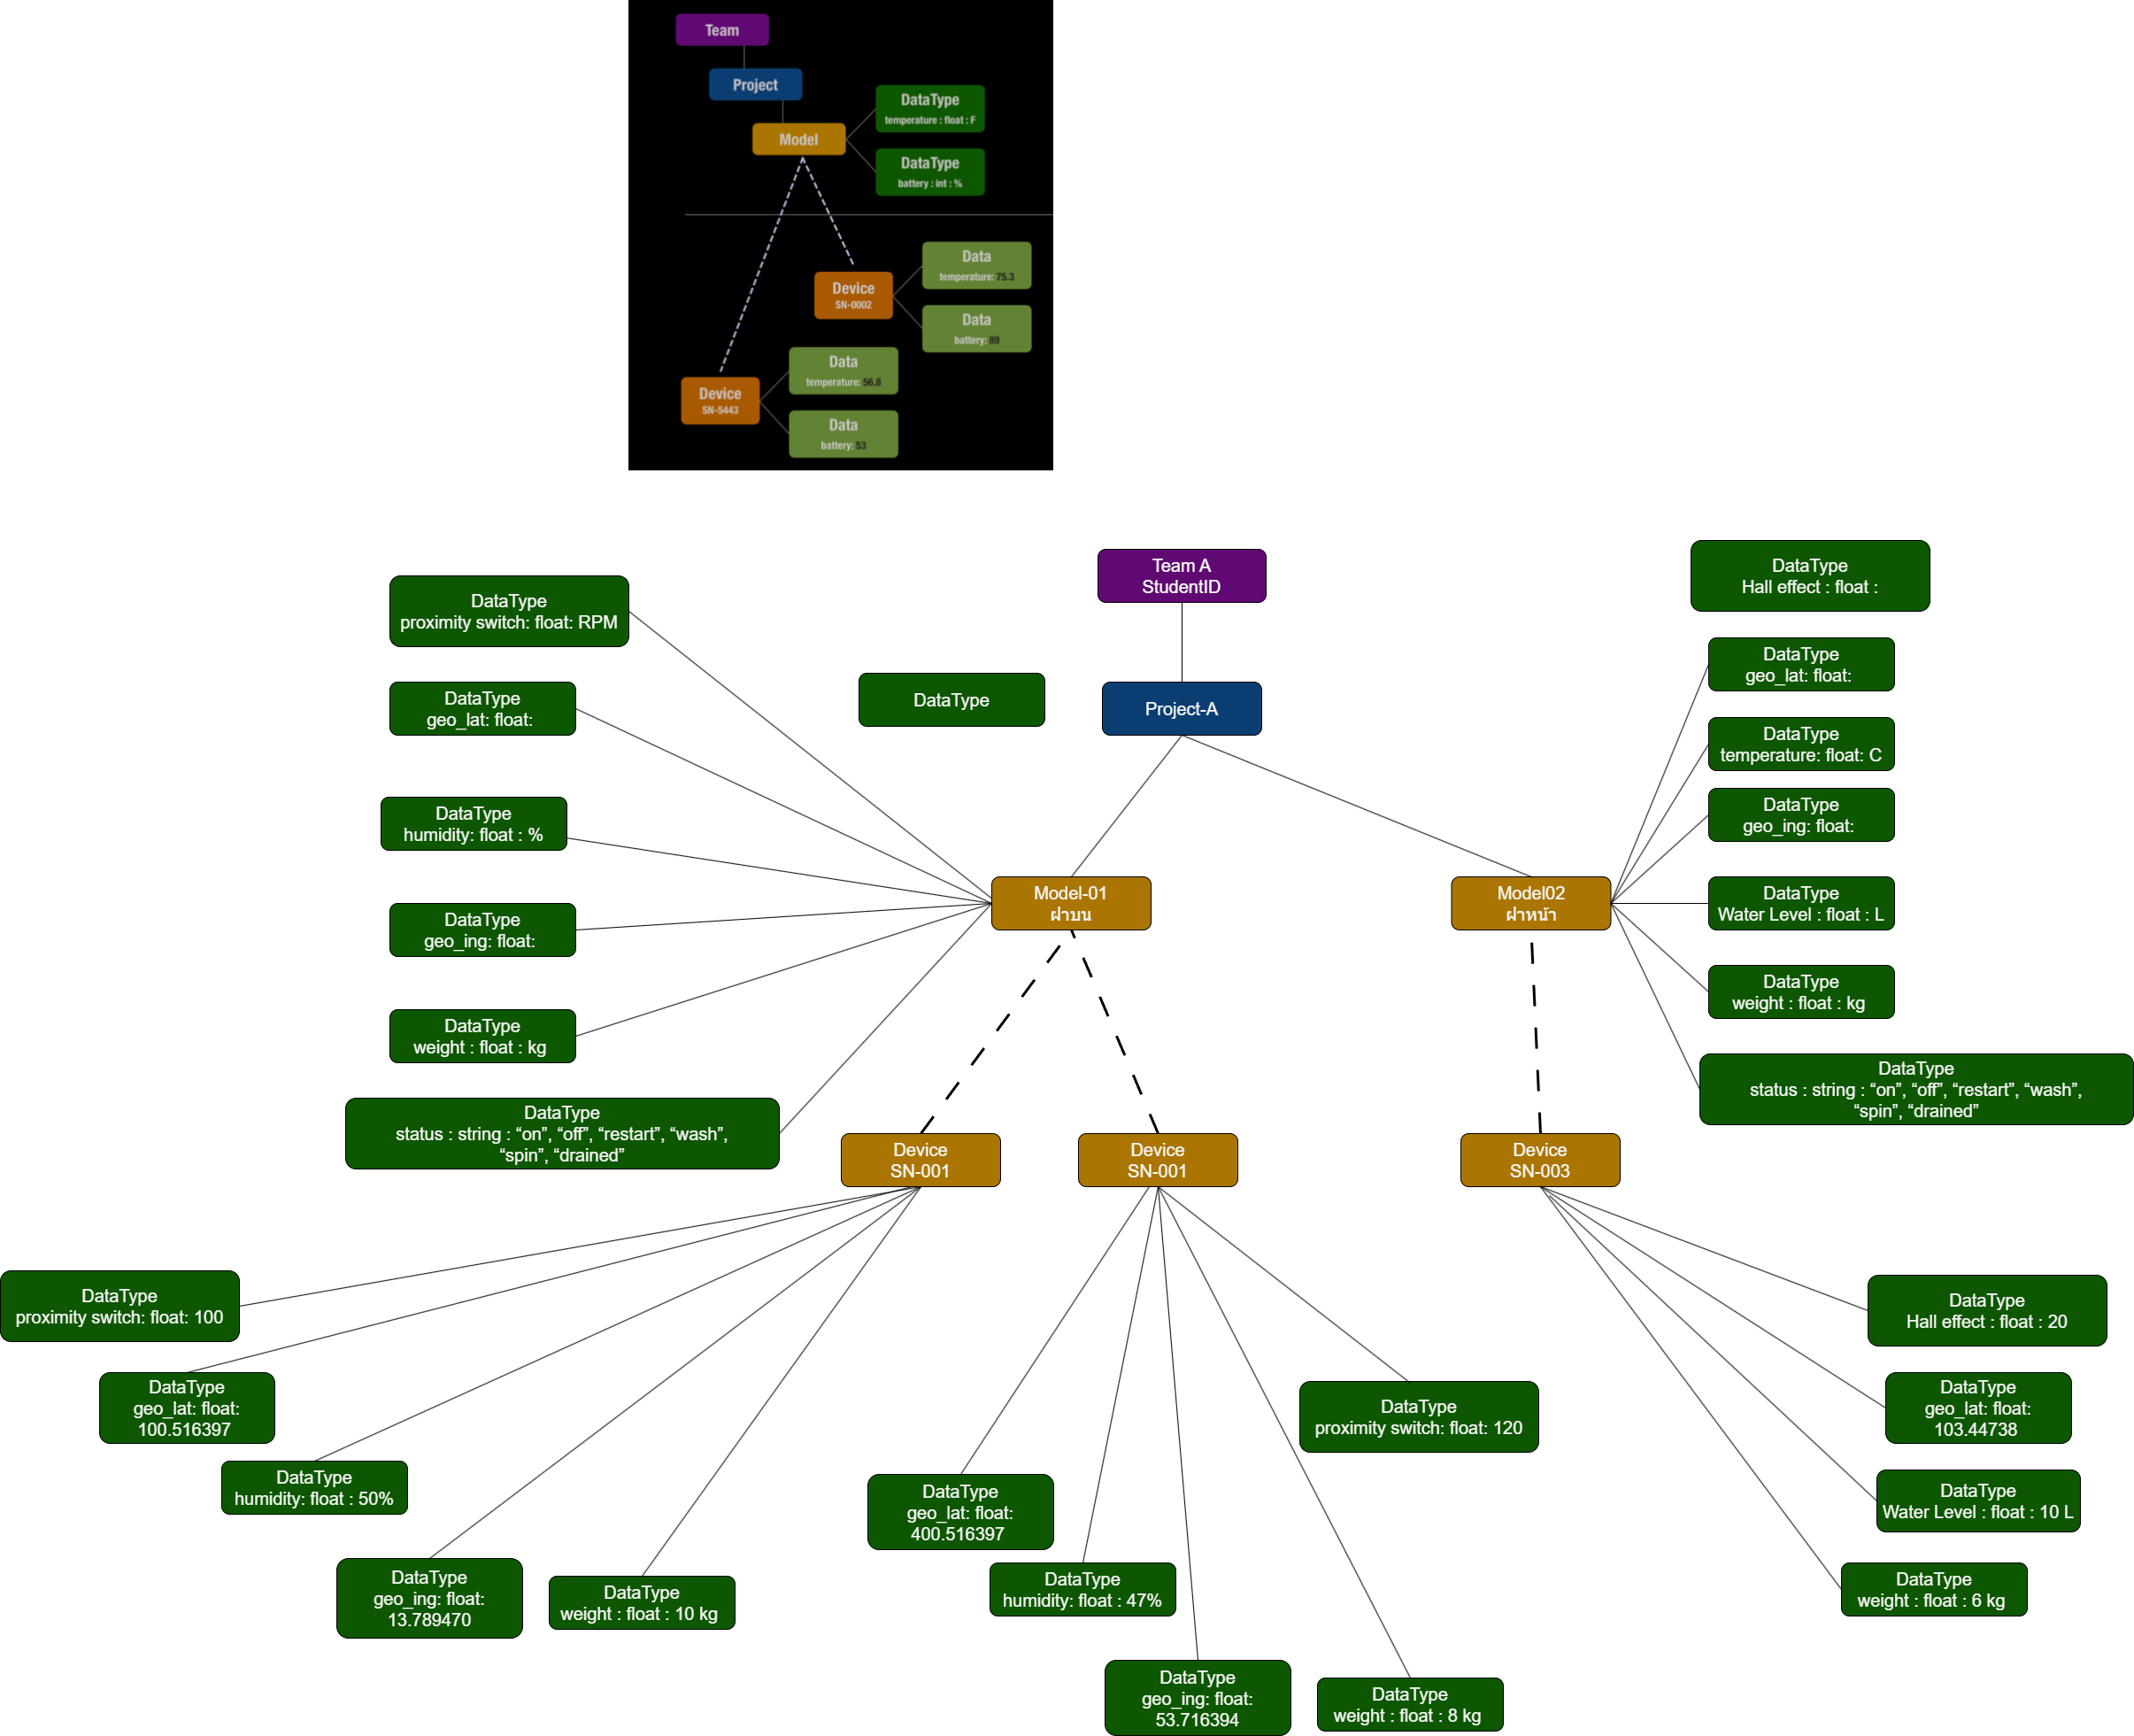 Team
Project
Model
DataType
temperature : float : F
DataType
battery : int : %
Device
SN-0002
Data
temperature: 75.3
Data
battery: 89
Device
SN-5443
Data
temperature: 56.8
Data
battery: 53
Team A
StudentID
Project-A
DataType
DataType
proximity switch: float: RPM
DataType
geo_lat: float:
DataType
humidity: float : %
DataType
geo_ing: float:
DataType
weight : float : kg
DataType
status : string : “on”, “off”, “restart”, “wash”,
“spin”, “drained”
Model-01
ฝาบน
Model02
ฝาหน้า
DataType
Hall effect : float :
DataType
geo_lat: float:
DataType
temperature: float: C
DataType
geo_ing: float:
DataType
Water Level : float : L
DataType
weight : float : kg
DataType
status : string : “on”, “off”, “restart”, “wash”,
“spin”, “drained”
Device
SN-001
Device
SN-001
Device
SN-003
DataType
proximity switch: float: 100
DataType
geo_lat: float:
100.516397
DataType
humidity: float : 50%
DataType
geo_ing: float:
13.789470
DataType
weight : float : 10 kg
DataType
geo_lat: float:
400.516397
DataType
humidity: float : 47%
DataType
geo_ing: float:
53.716394
DataType
weight : float : 8 kg
DataType
proximity switch: float: 120
DataType
Hall effect : float : 20
DataType
geo_lat: float:
103.44738
DataType
Water Level : float : 10 L
DataType
weight : float : 6 kg